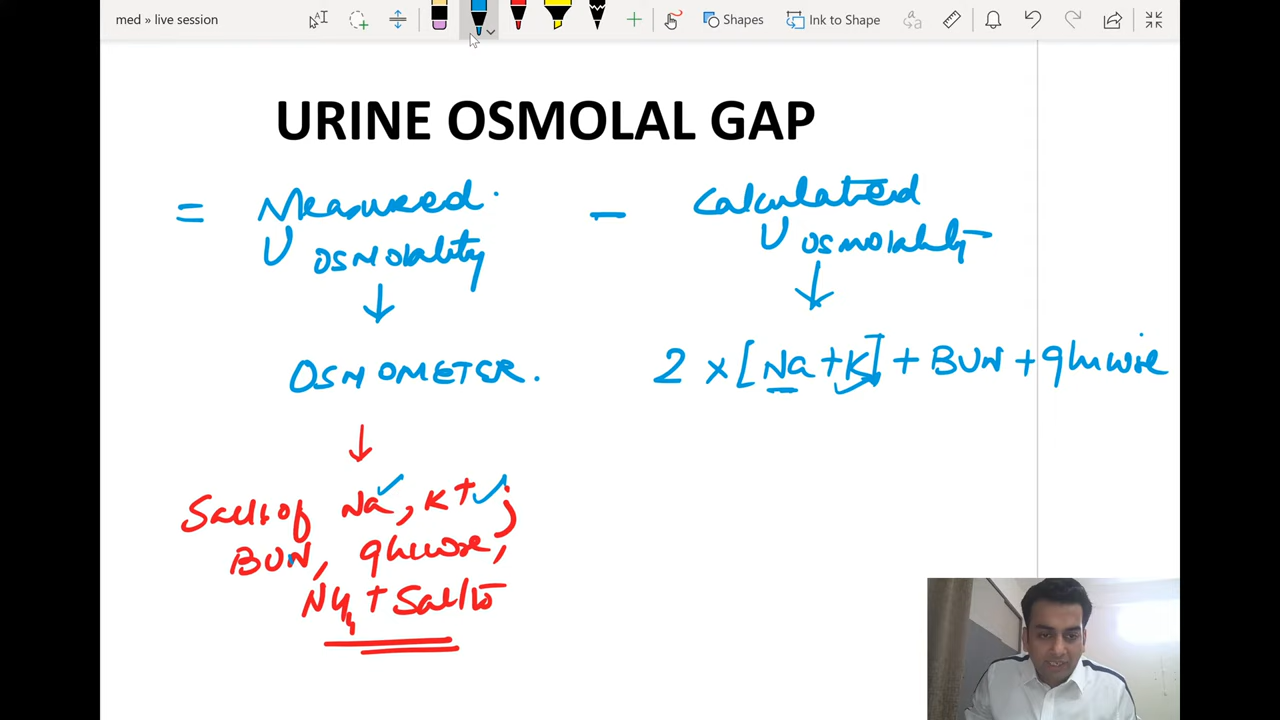 med » live session
Shapes
Ink to Shape
URINE OSMOLAL GAP
= Measured - Calculated
U osmolality U osmolality
↓ ↓
OSMOMETER. 2 × [Na + K] + BUN + glucose
↓
Salts of Na, K+;
BUN, glucose,
NH4+ Salts